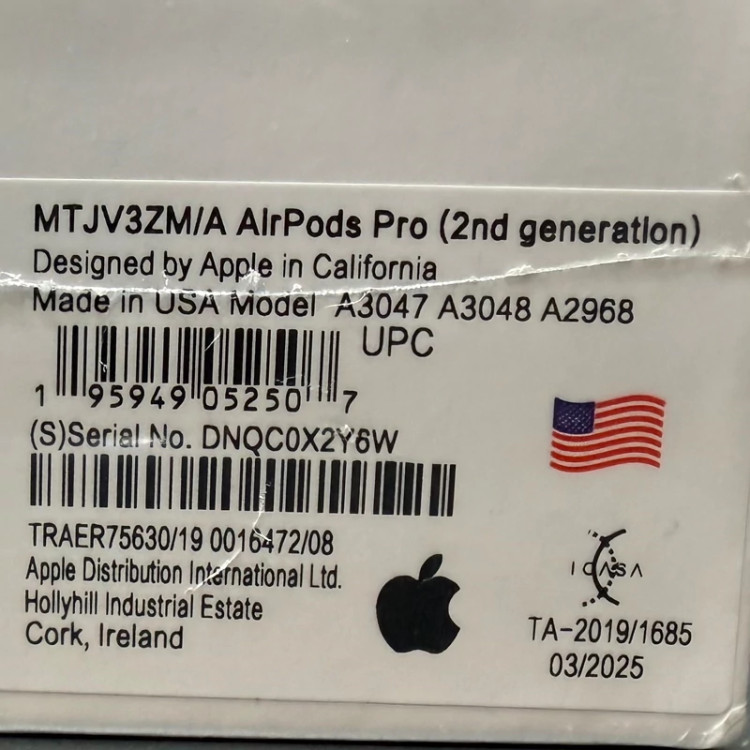 MTJV3ZM/A AirPods Pro (2nd generation)
Designed by Apple in California
Made in USA Model A3047 A3048 A2968
UPC
1 95949 05250 7
(S)Serial No. DNQC0X2Y6W
TRAER75630/19 0016472/08
Apple Distribution International Ltd.
Hollyhill Industrial Estate
Cork, Ireland
ICASA
TA-2019/1685
03/2025